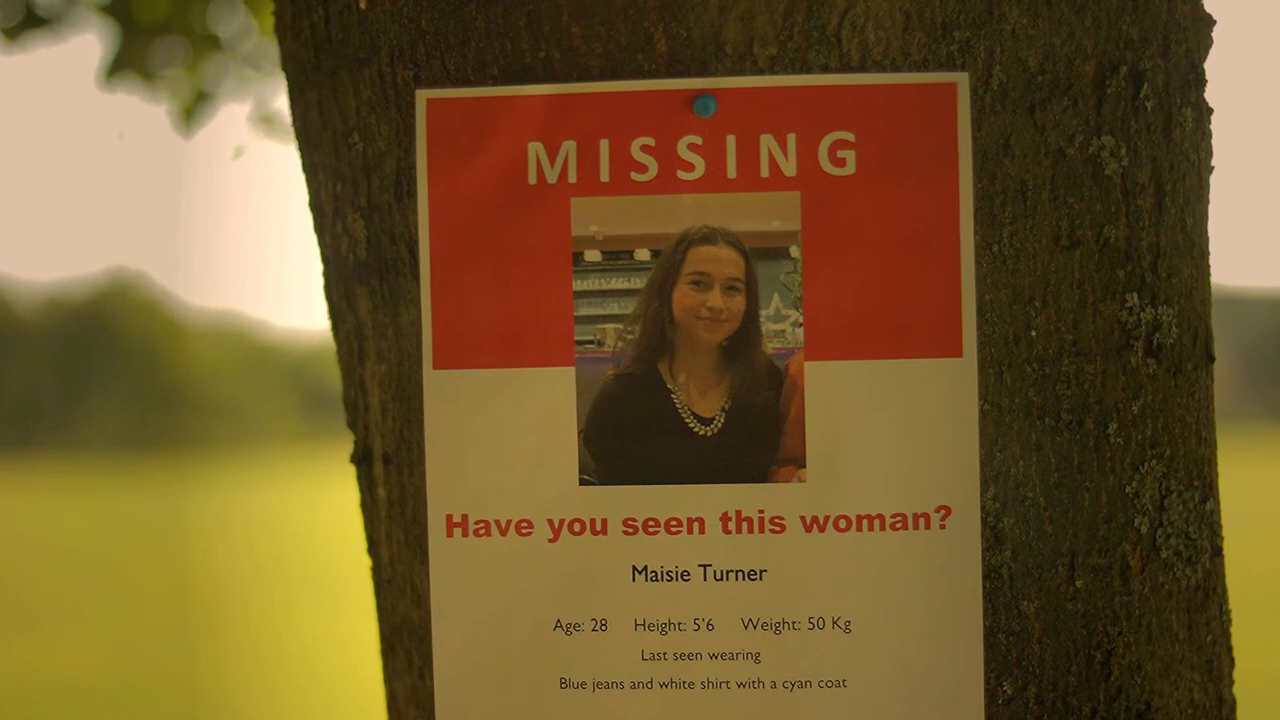 MISSING
Have you seen this woman?
Maisie Turner
Age: 28 Height: 5'6 Weight: 50 Kg
Last seen wearing
Blue jeans and white shirt with a cyan coat